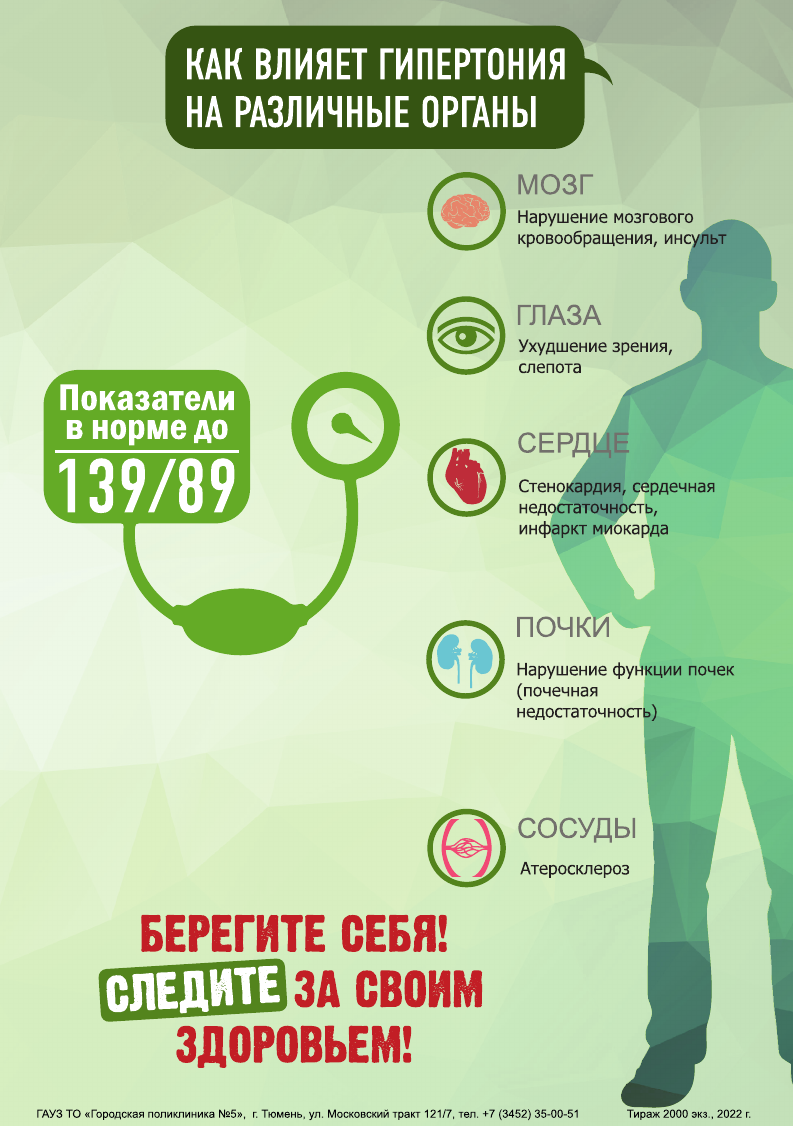 КАК ВЛИЯЕТ ГИПЕРТОНИЯ
НА РАЗЛИЧНЫЕ ОРГАНЫ
МОЗГ
Нарушение мозгового
кровообращения, инсульт
ГЛАЗА
Ухудшение зрения,
слепота
Показатели
в норме до
139/89
СЕРДЦЕ
Стенокардия, сердечная
недостаточность,
инфаркт миокарда
ПОЧКИ
Нарушение функции почек
(почечная
недостаточность)
СОСУДЫ
Атеросклероз
БЕРЕГИТЕ СЕБЯ!
СЛЕДИТЕ ЗА СВОИМ
ЗДОРОВЬЕМ!
ГАУЗ ТО «Городская поликлиника №5», г. Тюмень, ул. Московский тракт 121/7, тел. +7 (3452) 35-00-51 Тираж 2000 экз., 2022 г.